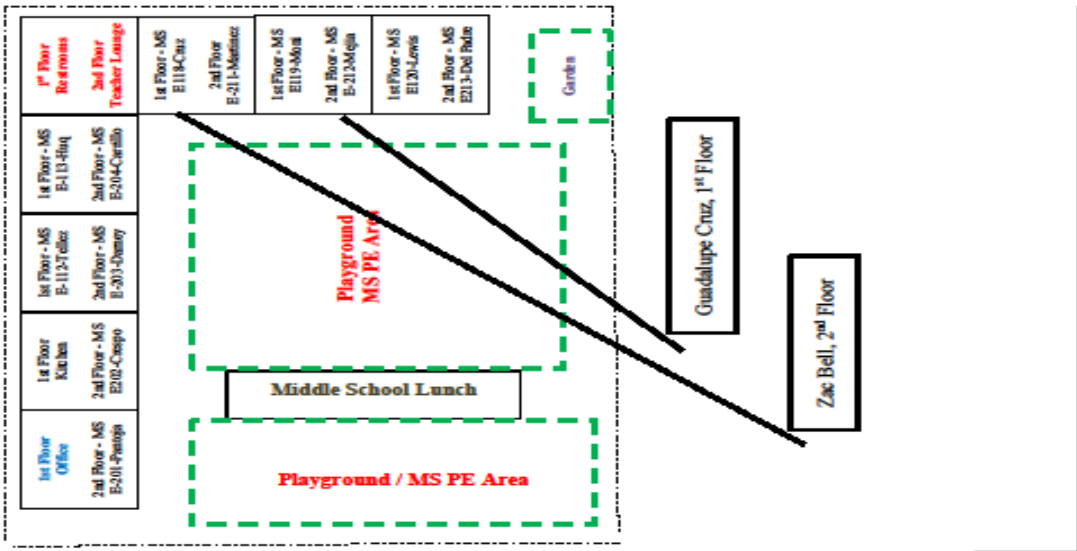 1st Floor
Restrooms
2nd Floor
Teacher Lounge
1st Floor - MS
E118-Cruz
2nd Floor
E-211-Martinez
1st Floor - MS
E119-Moni
2nd Floor - MS
E-212-Mejia
1st Floor - MS
E120-Lewis
2nd Floor - MS
E213-Del Padre
Garden
1st Floor - MS
E-113-Huq
2nd Floor - MS
E-204-Carrillo
1st Floor - MS
E-112-Tellez
2nd Floor - MS
E-203-Damoy
1st Floor
Kitchen
2nd Floor - MS
E202-Crespo
1st Floor
Office
2nd Floor - MS
E-201-Pantoja
Playground
MS PE Area
Middle School Lunch
Playground / MS PE Area
Guadalupe Cruz, 1st Floor
Zac Bell, 2nd Floor